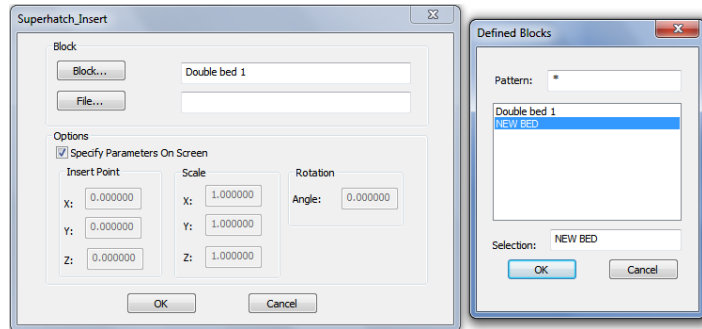 Superhatch_Insert
Block
Block...
Double bed 1
File...
Options
Specify Parameters On Screen
Insert Point
Scale
Rotation
X: 0.000000
X: 1.000000
Angle: 0.000000
Y: 0.000000
Y: 1.000000
Z: 0.000000
Z: 1.000000
OK
Cancel
Defined Blocks
Pattern: *
Double bed 1
NEW BED
Selection: NEW BED
OK
Cancel